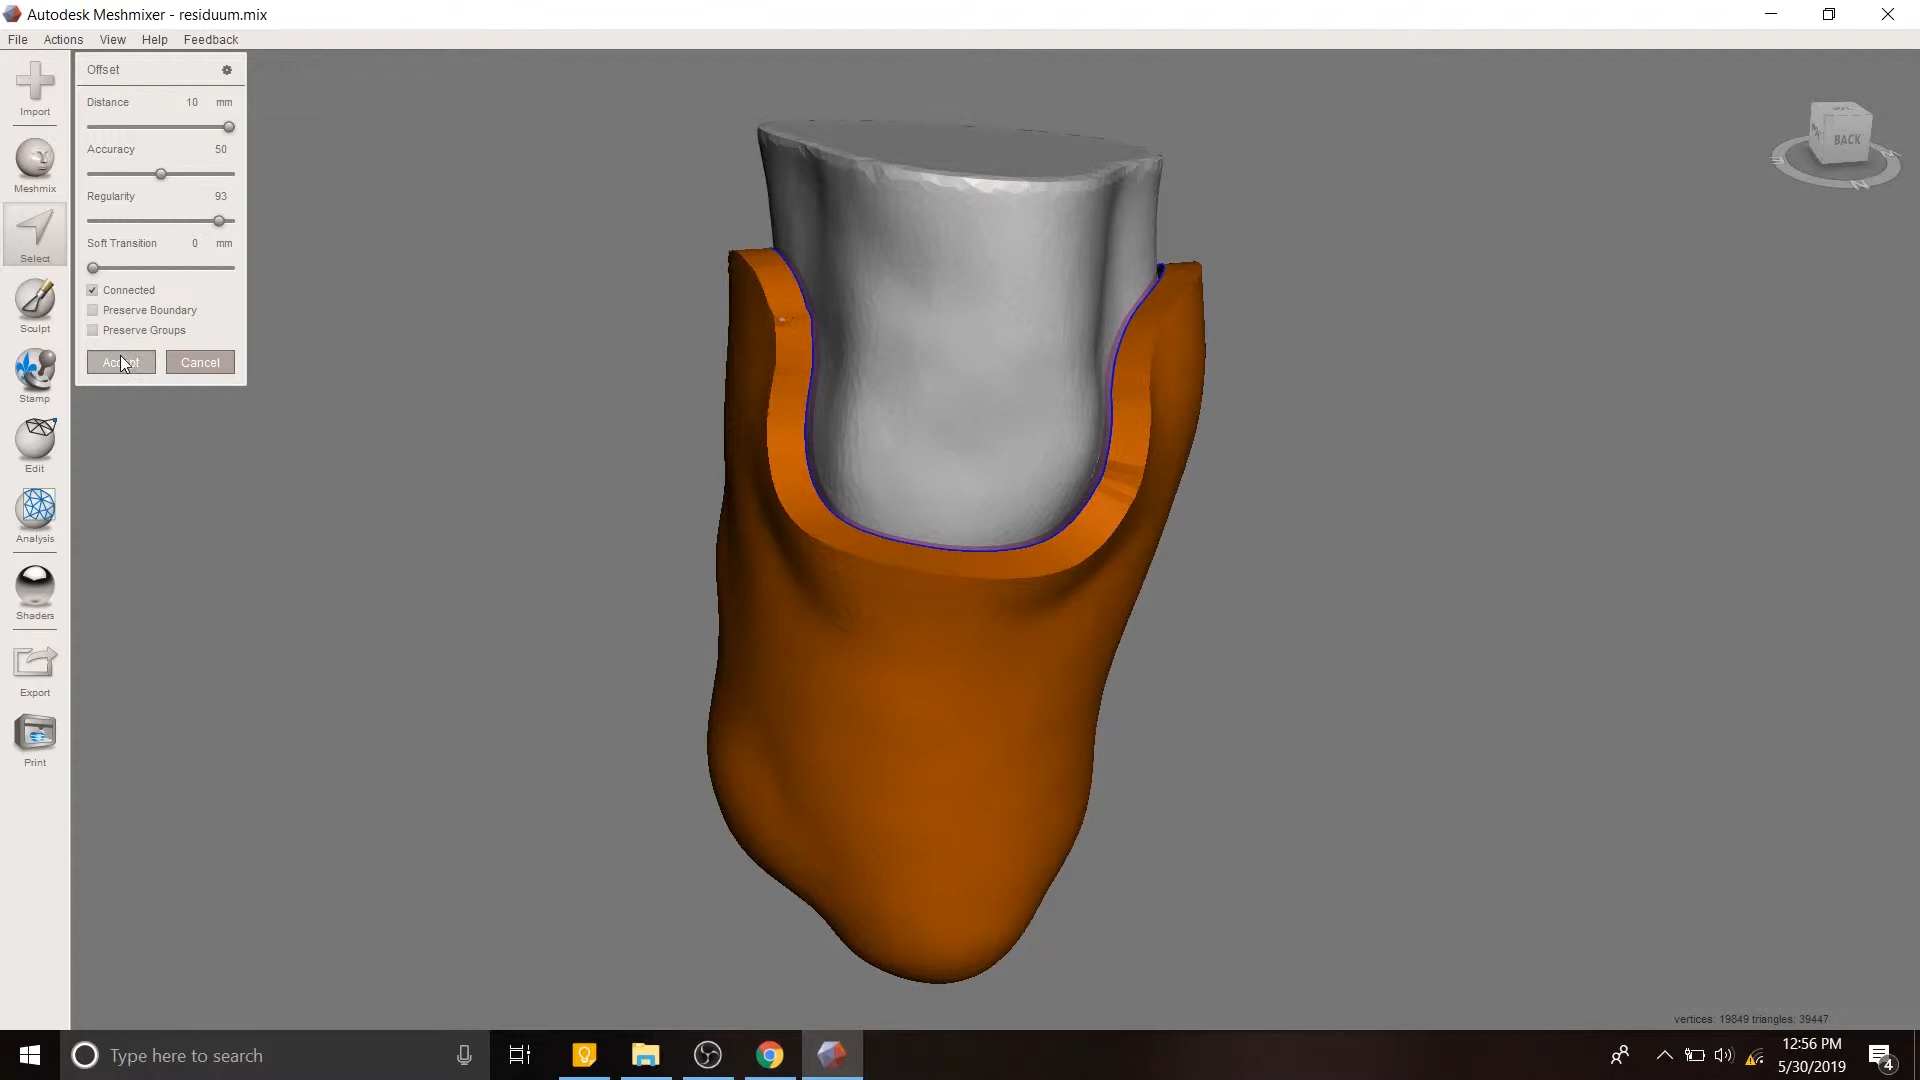 Autodesk Meshmixer - residuum.mix
File Actions View Help Feedback
Import
Meshmix
Select
Sculpt
Stamp
Edit
Analysis
Shaders
Export
Print
Offset
Distance 10 mm
Accuracy 50
Regularity 93
Soft Transition 0 mm
Connected
Preserve Boundary
Preserve Groups
Accept Cancel
BACK
vertices: 19849 triangles: 39447
Type here to search
12:56 PM
5/30/2019
4